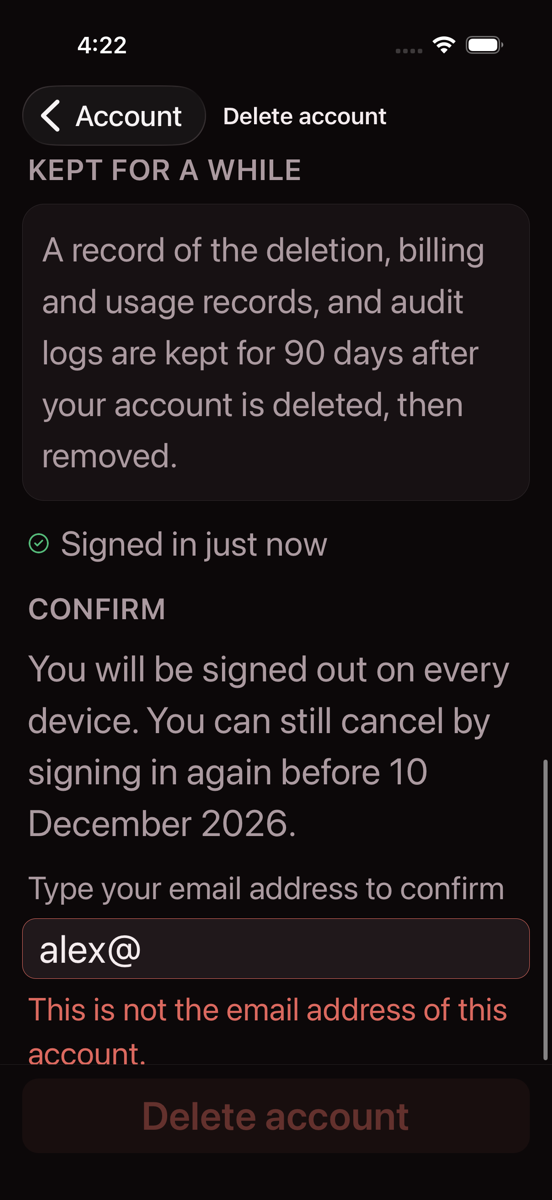 4:22
Account
Delete account
KEPT FOR A WHILE
A record of the deletion, billing
and usage records, and audit
logs are kept for 90 days after
your account is deleted, then
removed.
Signed in just now
CONFIRM
You will be signed out on every
device. You can still cancel by
signing in again before 10
December 2026.
Type your email address to confirm
alex@
This is not the email address of this
account.
Delete account